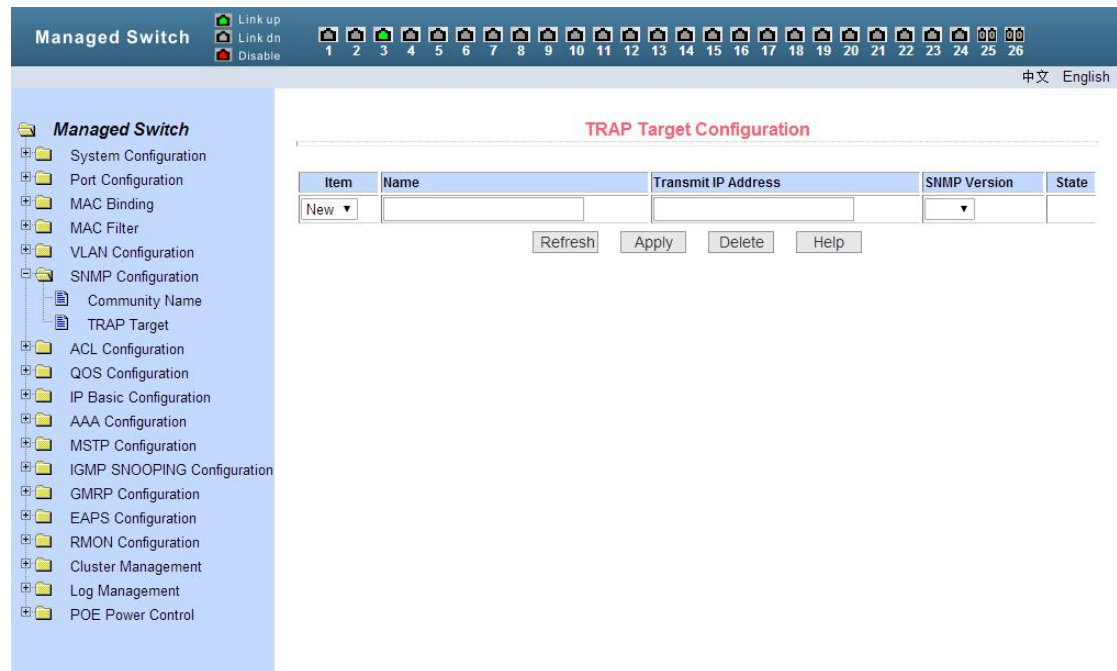 Managed Switch
Link up
Link dn
Disable
1 2 3 4 5 6 7 8 9 10 11 12 13 14 15 16 17 18 19 20 21 22 23 24 25 26
中文 English
Managed Switch
System Configuration
Port Configuration
MAC Binding
MAC Filter
VLAN Configuration
SNMP Configuration
Community Name
TRAP Target
ACL Configuration
QOS Configuration
IP Basic Configuration
AAA Configuration
MSTP Configuration
IGMP SNOOPING Configuration
GMRP Configuration
EAPS Configuration
RMON Configuration
Cluster Management
Log Management
POE Power Control
TRAP Target Configuration
Item Name Transmit IP Address SNMP Version State
New
Refresh Apply Delete Help